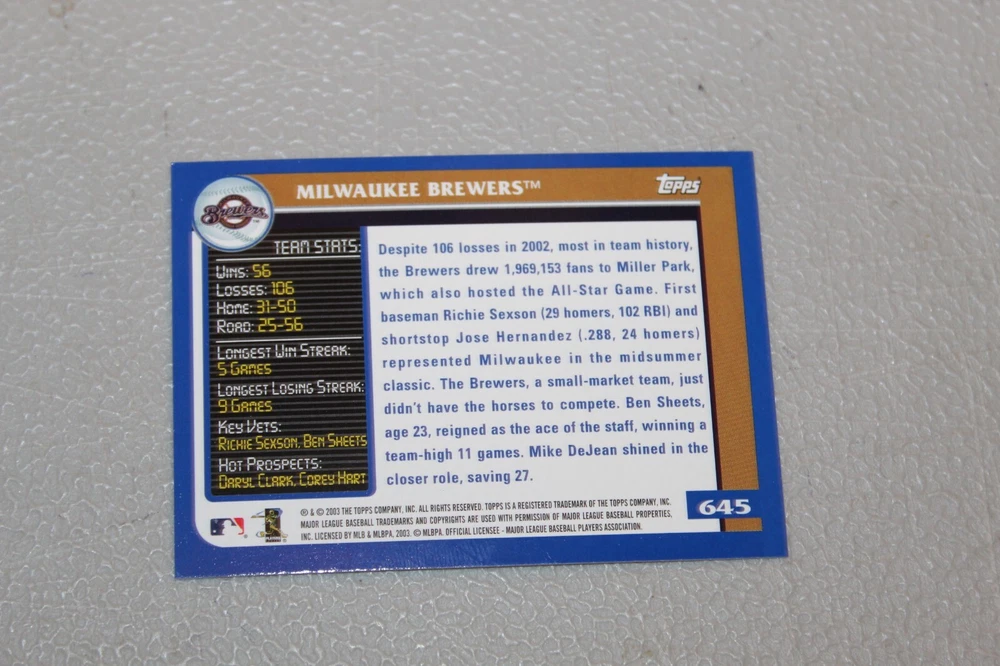 Brewers
MILWAUKEE BREWERS™
topps
TEAM STATS:
WINS: 56
LOSSES: 106
HOME: 31-50
ROAD: 25-56
LONGEST WIN STREAK:
5 GAMES
LONGEST LOSING STREAK:
9 GAMES
KEY VETS:
RICHIE SEXSON, BEN SHEETS
HOT PROSPECTS:
DARYL CLARK, COREY HART
Despite 106 losses in 2002, most in team history,
the Brewers drew 1,969,153 fans to Miller Park,
which also hosted the All-Star Game. First
baseman Richie Sexson (29 homers, 102 RBI) and
shortstop Jose Hernandez (.288, 24 homers)
represented Milwaukee in the midsummer
classic. The Brewers, a small-market team, just
didn't have the horses to compete. Ben Sheets,
age 23, reigned as the ace of the staff, winning a
team-high 11 games. Mike DeJean shined in the
closer role, saving 27.
645
® & © 2003 THE TOPPS COMPANY, INC. ALL RIGHTS RESERVED. TOPPS IS A REGISTERED TRADEMARK OF THE TOPPS COMPANY, INC.
MAJOR LEAGUE BASEBALL TRADEMARKS AND COPYRIGHTS ARE USED WITH PERMISSION OF MAJOR LEAGUE BASEBALL PROPERTIES,
INC. LICENSED BY MLB & MLBPA, 2003. © MLBPA. OFFICIAL LICENSEE - MAJOR LEAGUE BASEBALL PLAYERS ASSOCIATION.